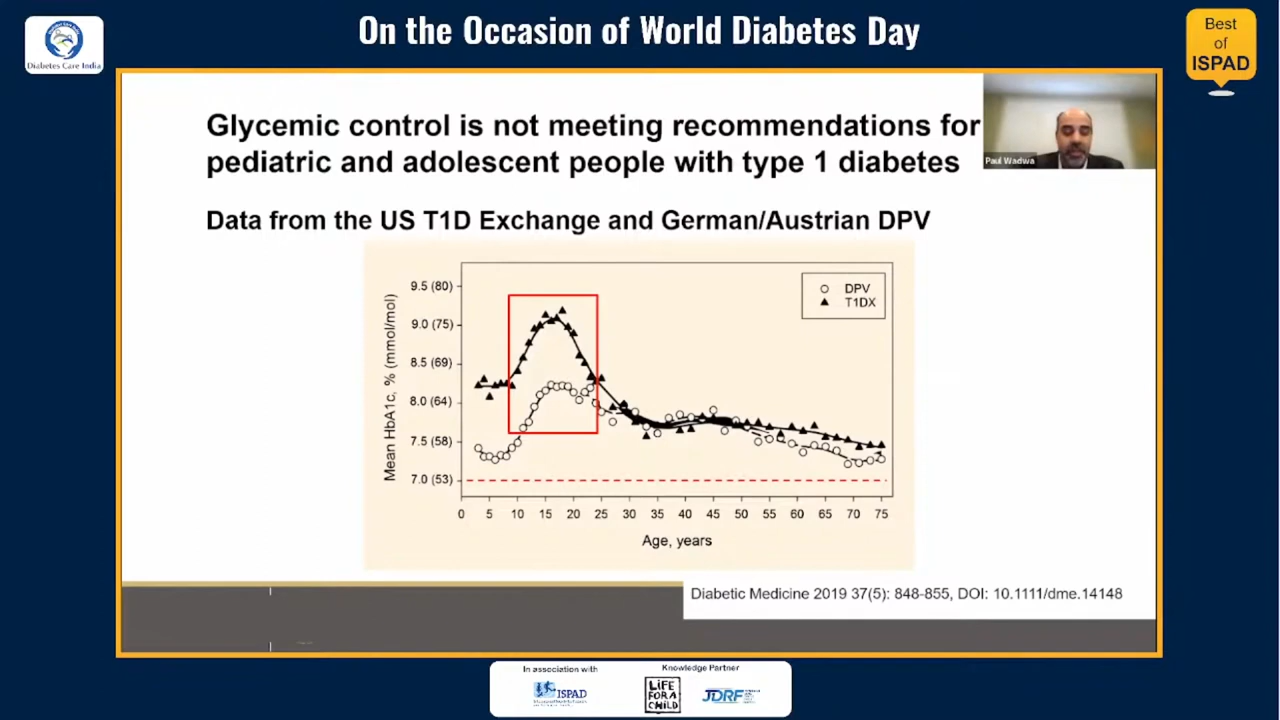 On the Occasion of World Diabetes Day
Diabetes Care India
Best
of
ISPAD
Glycemic control is not meeting recommendations for
pediatric and adolescent people with type 1 diabetes
Paul Wadwa
Data from the US T1D Exchange and German/Austrian DPV
Mean HbA1c, % (mmol/mol)
9.5 (80)
9.0 (75)
8.5 (69)
8.0 (64)
7.5 (58)
7.0 (53)
DPV
T1DX
0 5 10 15 20 25 30 35 40 45 50 55 60 65 70 75
Age, years
Diabetic Medicine 2019 37(5): 848-855, DOI: 10.1111/dme.14148
In association with
ISPAD
Knowledge Partner
LiFE
FOR A
CHiLD
JDRF